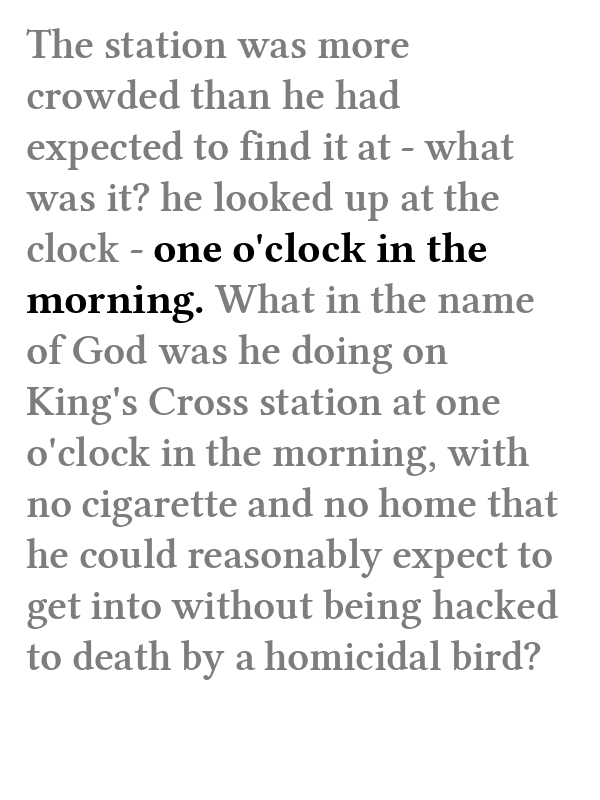 The station was more
crowded than he had
expected to find it at - what
was it? he looked up at the
clock - one o'clock in the
morning. What in the name
of God was he doing on
King's Cross station at one
o'clock in the morning, with
no cigarette and no home that
he could reasonably expect to
get into without being hacked
to death by a homicidal bird?